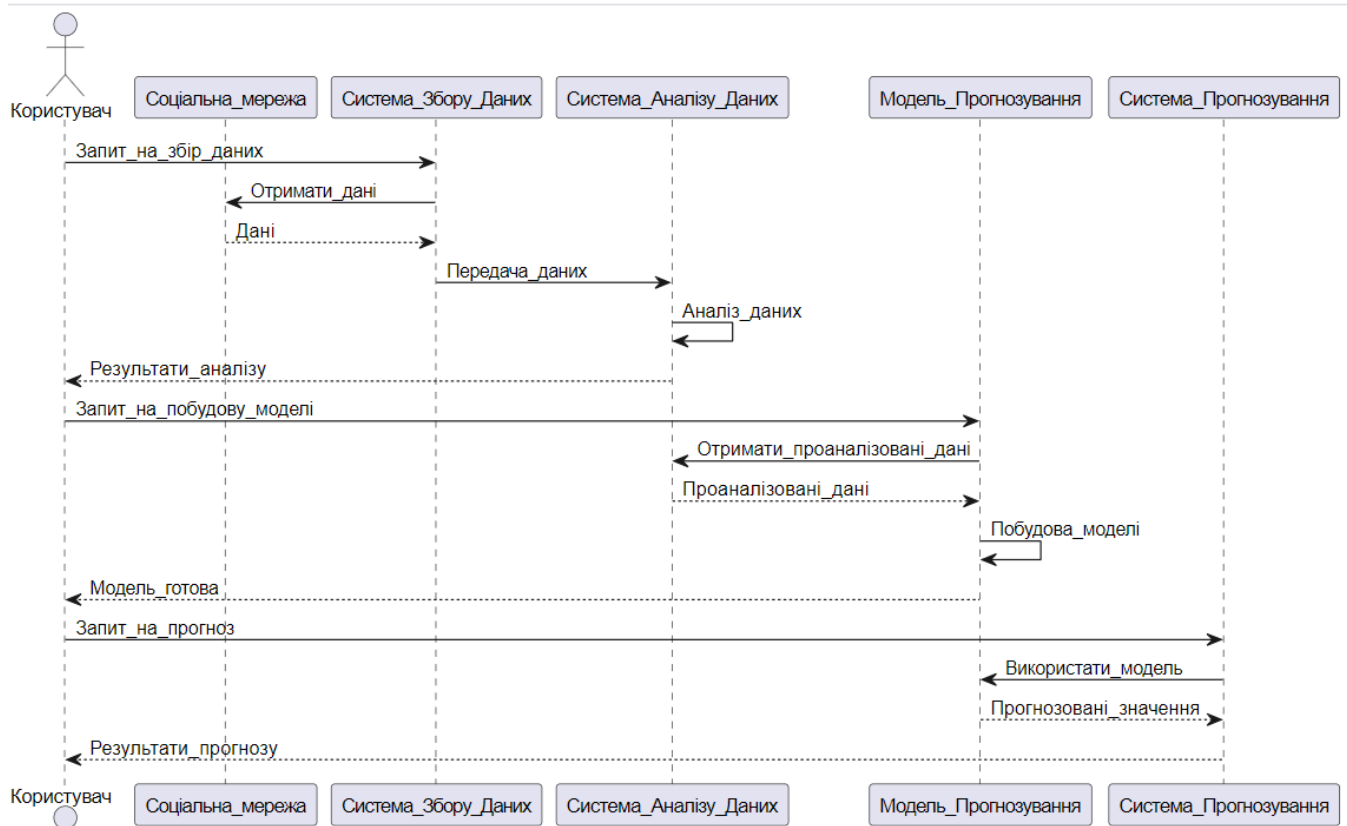 Користувач
Соціальна_мережа
Система_Збору_Даних
Система_Аналізу_Даних
Модель_Прогнозування
Система_Прогнозування
Запит_на_збір_даних
Отримати_дані
Дані
Передача_даних
Аналіз_даних
Результати_аналізу
Запит_на_побудову_моделі
Отримати_проаналізовані_дані
Проаналізовані_дані
Побудова_моделі
Модель_готова
Запит_на_прогноз
Використати_модель
Прогнозовані_значення
Результати_прогнозу
Користувач
Соціальна_мережа
Система_Збору_Даних
Система_Аналізу_Даних
Модель_Прогнозування
Система_Прогнозування